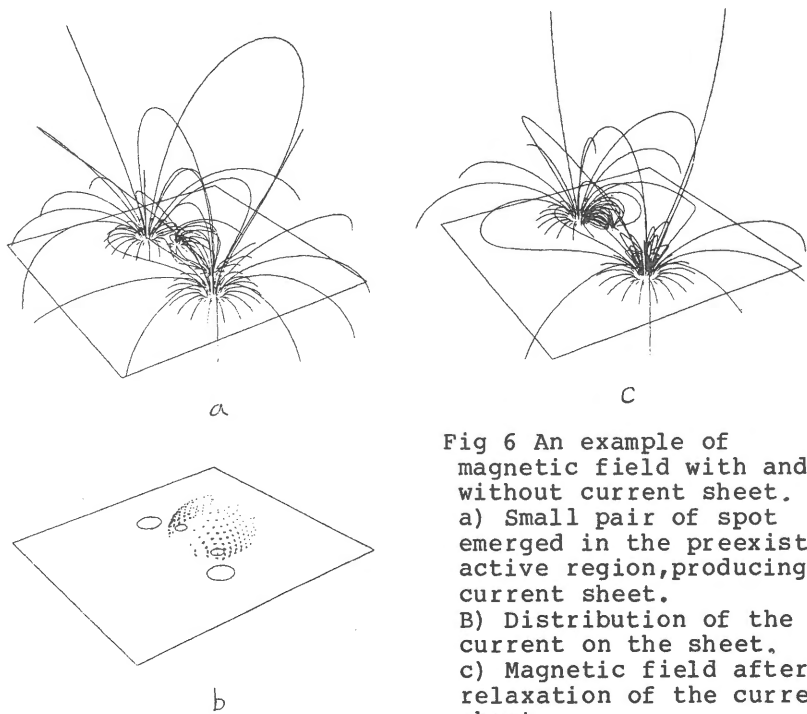 a
c
b
Fig 6 An example of
magnetic field with and
without current sheet.
a) Small pair of spot
emerged in the preexist
active region,producing
current sheet.
B) Distribution of the
current on the sheet.
c) Magnetic field after
relaxation of the curre